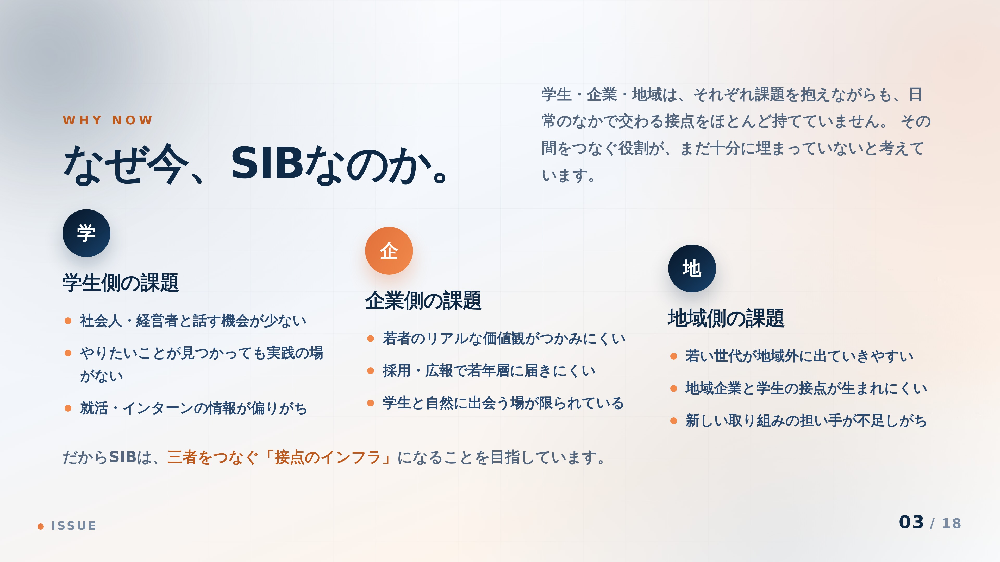 WHY NOW
なぜ今、SIBなのか。
学生・企業・地域は、それぞれ課題を抱えながらも、日
常のなかで交わる接点をほとんど持てていません。 その
間をつなぐ役割が、まだ十分に埋まっていないと考えて
います。
学
学生側の課題
社会人・経営者と話す機会が少ない
やりたいことが見つかっても実践の場
がない
就活・インターンの情報が偏りがち
企
企業側の課題
若者のリアルな価値観がつかみにくい
採用・広報で若年層に届きにくい
学生と自然に出会う場が限られている
地
地域側の課題
若い世代が地域外に出ていきやすい
地域企業と学生の接点が生まれにくい
新しい取り組みの担い手が不足しがち
だからSIBは、三者をつなぐ「接点のインフラ」になることを目指しています。
ISSUE
03 / 18